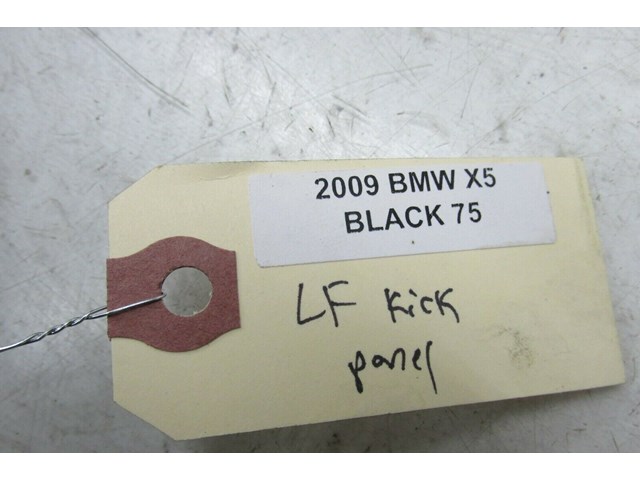 2009 BMW X5
BLACK 75
LF Kick
panel